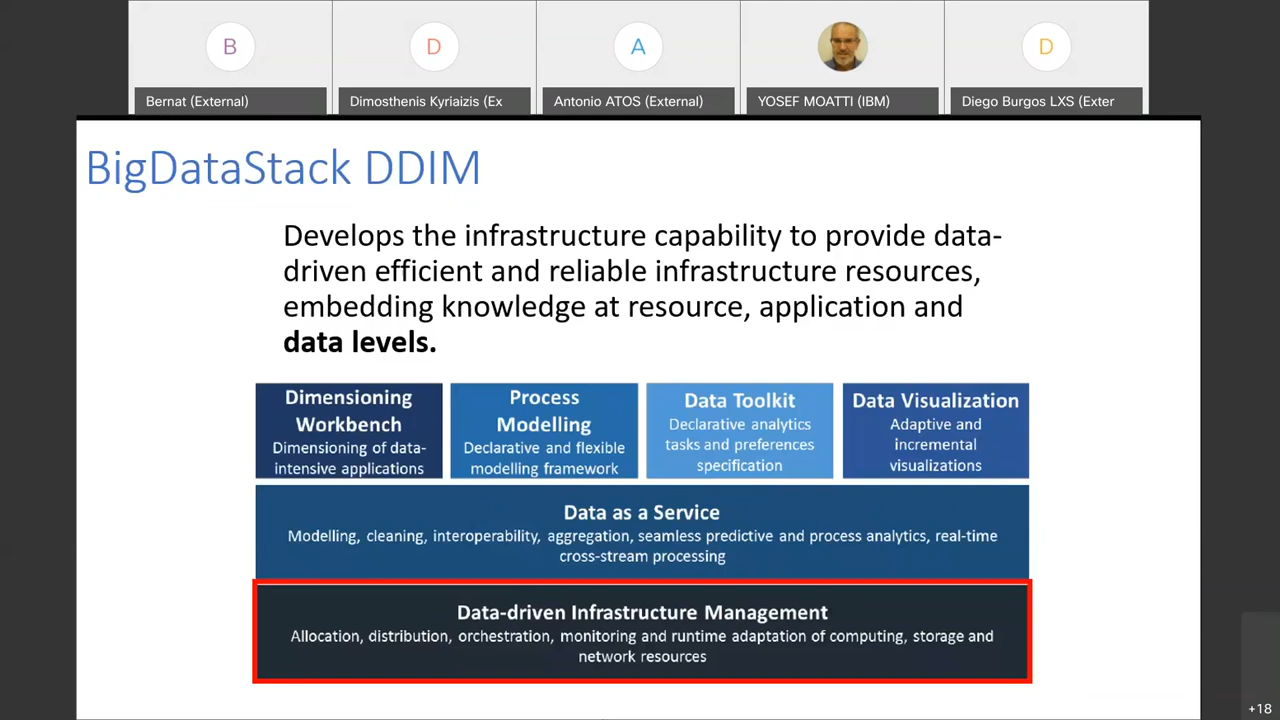 B
D
A
D
Bernat (External)
Dimosthenis Kyriaizis (Ex
Antonio ATOS (External)
YOSEF MOATTI (IBM)
Diego Burgos LXS (Exter
BigDataStack DDIM
Develops the infrastructure capability to provide data-
driven efficient and reliable infrastructure resources,
embedding knowledge at resource, application and
data levels.
Dimensioning
Workbench
Dimensioning of data-
intensive applications
Process
Modelling
Declarative and flexible
modelling framework
Data Toolkit
Declarative analytics
tasks and preferences
specification
Data Visualization
Adaptive and
incremental
visualizations
Data as a Service
Modelling, cleaning, interoperability, aggregation, seamless predictive and process analytics, real-time
cross-stream processing
Data-driven Infrastructure Management
Allocation, distribution, orchestration, monitoring and runtime adaptation of computing, storage and
network resources
+18